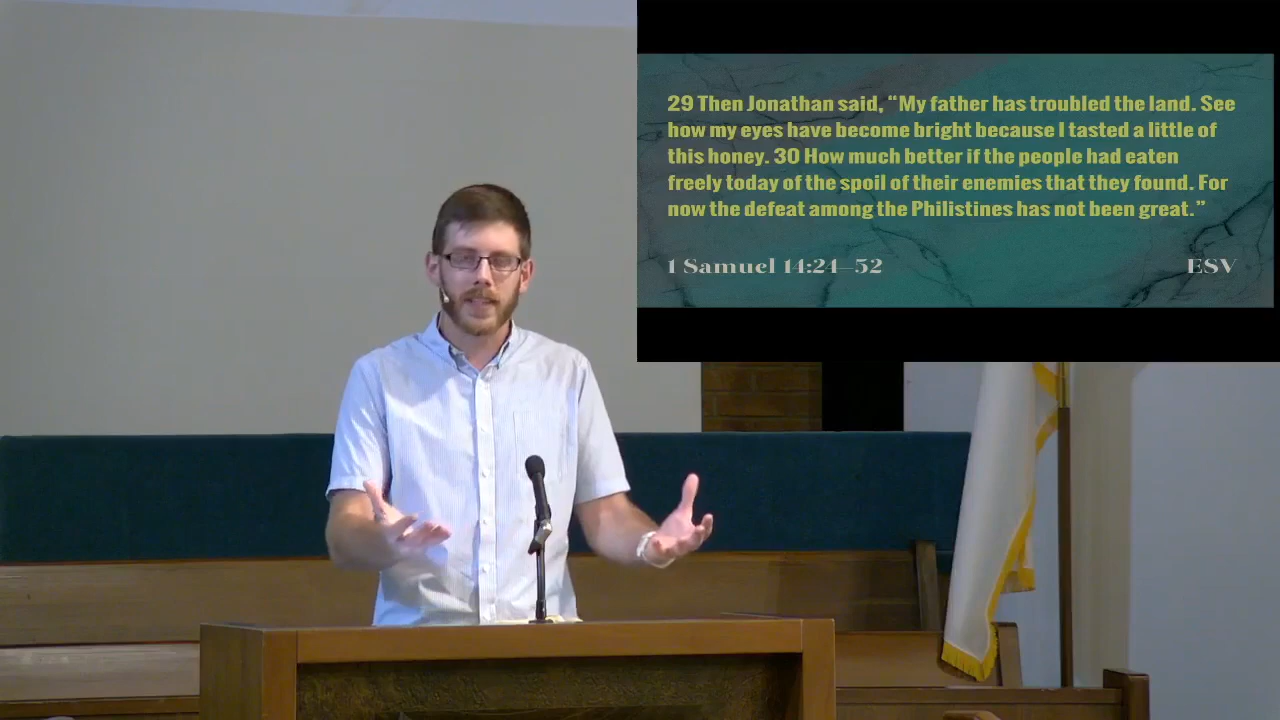 29 Then Jonathan said, “My father has troubled the land. See
how my eyes have become bright because I tasted a little of
this honey. 30 How much better if the people had eaten
freely today of the spoil of their enemies that they found. For
now the defeat among the Philistines has not been great.”
1 Samuel 14:24–52 ESV